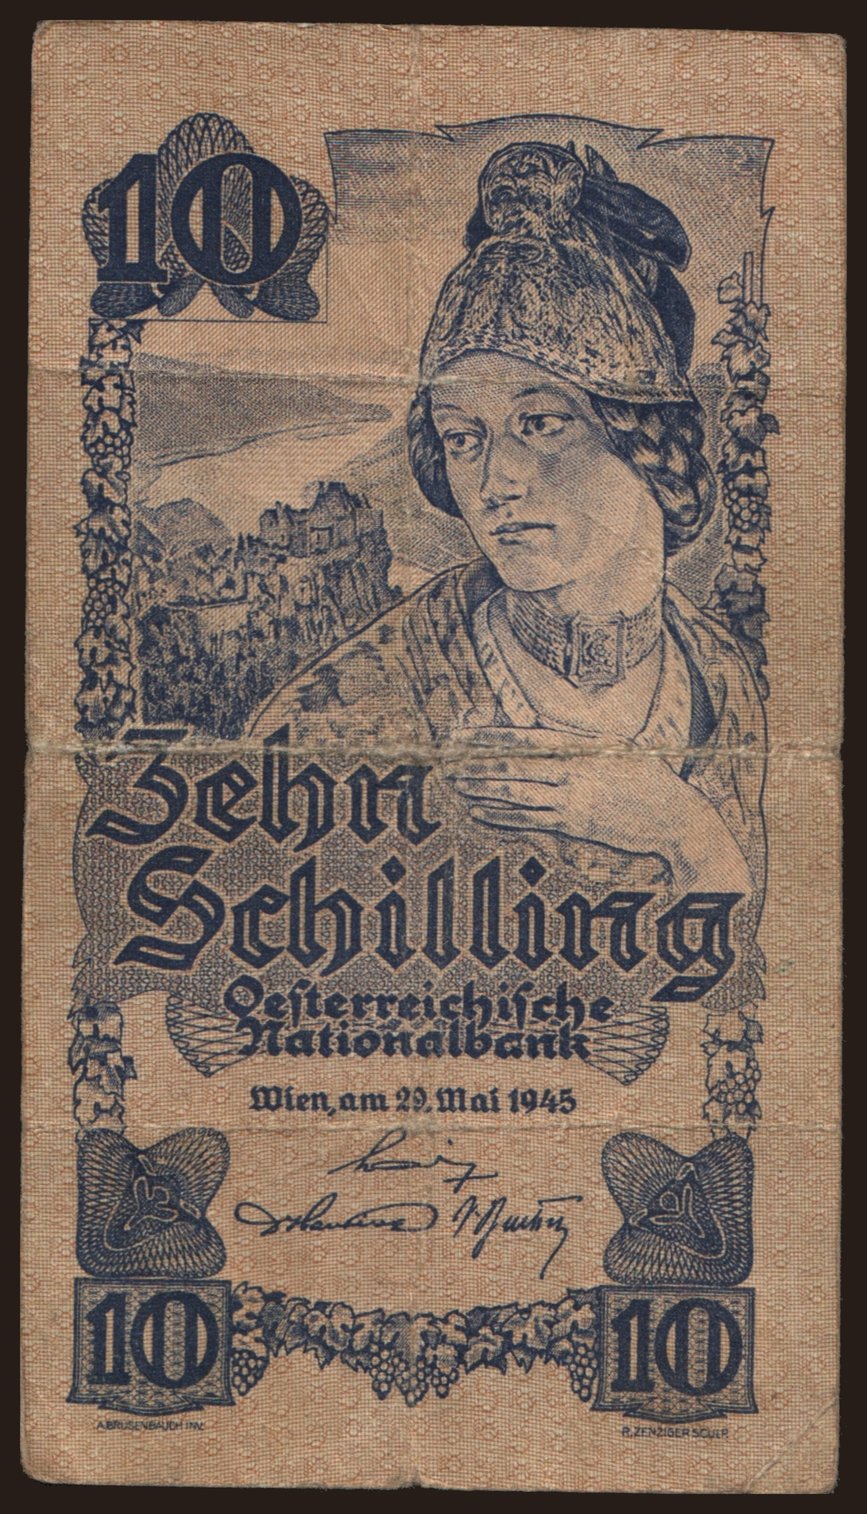 10
Zehn
Schilling
Oesterreichische
Nationalbank
Wien, am 29. Mai 1945
10
10
A. BRUSENBAUCH INV.
R. ZENZIGER SCULP.